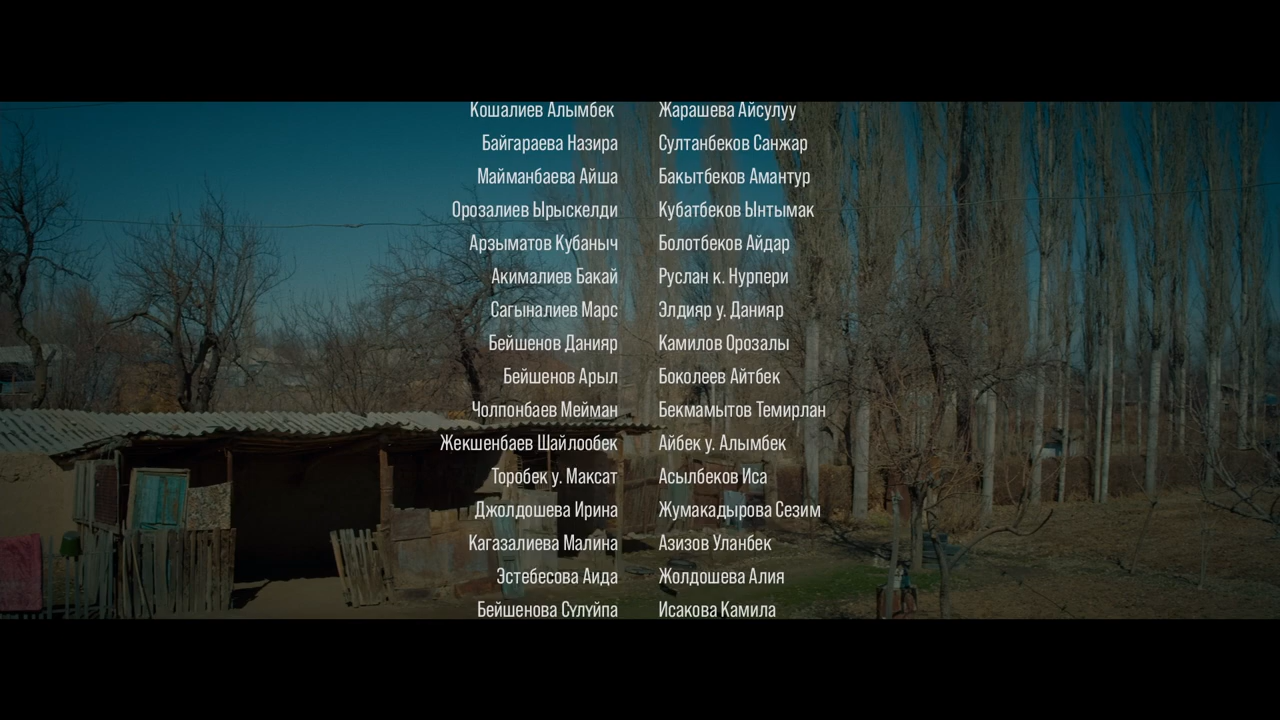 Кошалиев Алымбек Жарашева Айсулуу
Байгараева Назира Султанбеков Санжар
Майманбаева Айша Бакытбеков Амантур
Орозалиев Ырыскелди Кубатбеков Ынтымак
Арзыматов Кубаныч Болотбеков Айдар
Акималиев Бакай Руслан к. Нурпери
Сагыналиев Марс Элдияр у. Данияр
Бейшенов Данияр Камилов Орозалы
Бейшенов Арыл Боколеев Айтбек
Чолпонбаев Мейман Бекмамытов Темирлан
Жекшенбаев Шайлообек Айбек у. Алымбек
Торобек у. Максат Асылбеков Иса
Джолдошева Ирина Жумакадырова Сезим
Кагазалиева Малина Азизов Уланбек
Эстебесова Аида Жолдошева Алия
Бейшенова Сулуйпа Исакова Камила